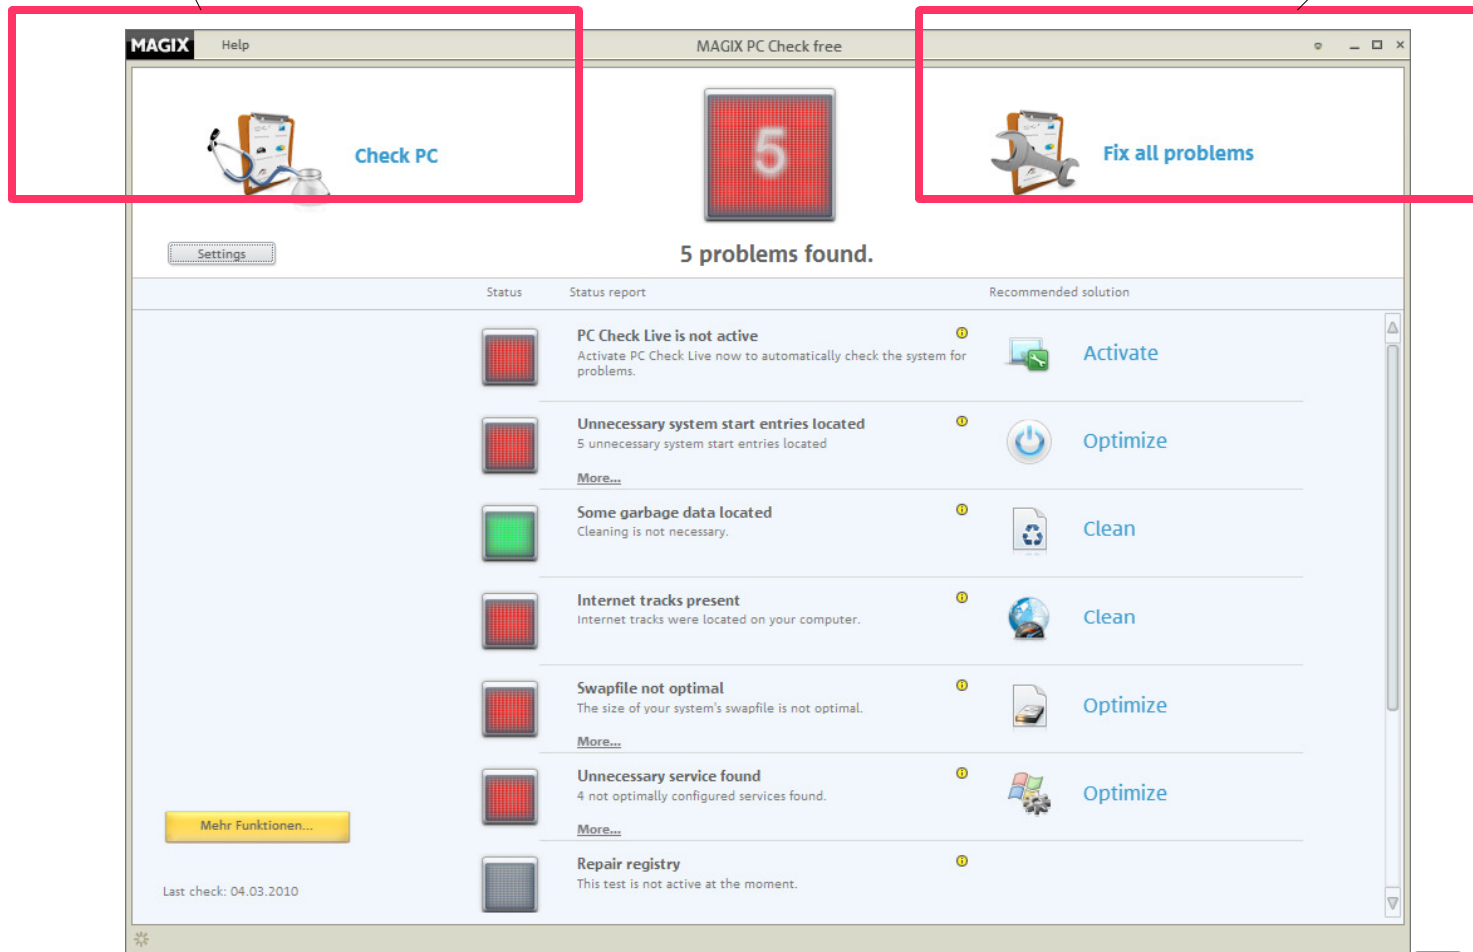 MAGIX Help MAGIX PC Check free
Check PC
5
Fix all problems
Settings
5 problems found.
Status Status report Recommended solution
PC Check Live is not active
Activate PC Check Live now to automatically check the system for
problems.
Activate
Unnecessary system start entries located
5 unnecessary system start entries located
More...
Optimize
Some garbage data located
Cleaning is not necessary.
Clean
Internet tracks present
Internet tracks were located on your computer.
Clean
Swapfile not optimal
The size of your system's swapfile is not optimal.
More...
Optimize
Unnecessary service found
4 not optimally configured services found.
More...
Optimize
Repair registry
This test is not active at the moment.
Mehr Funktionen...
Last check: 04.03.2010